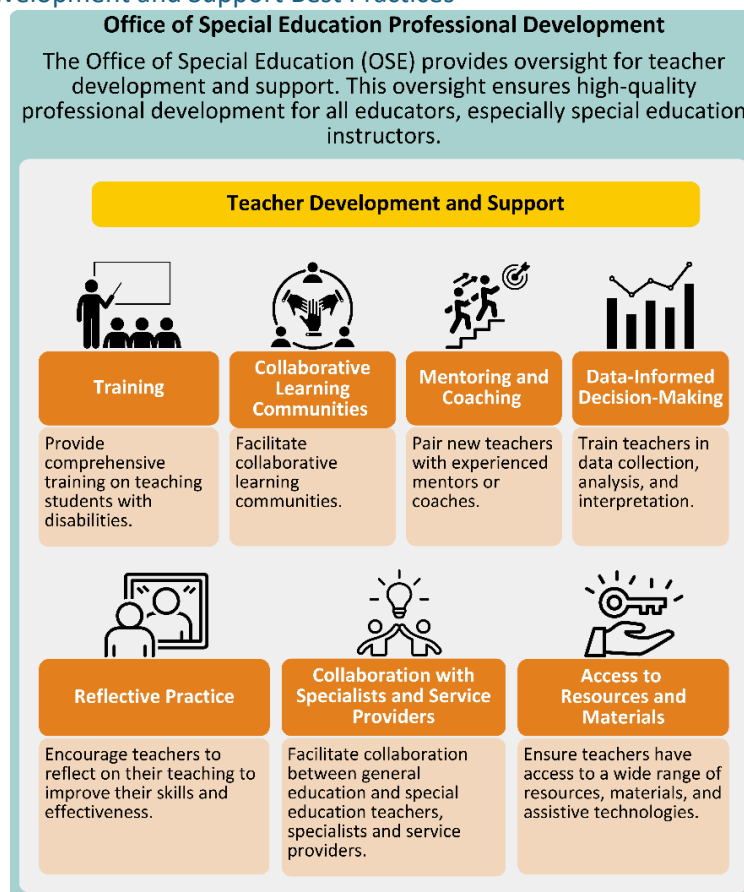 Development and Support Best Practices
Office of Special Education Professional Development
The Office of Special Education (OSE) provides oversight for teacher
development and support. This oversight ensures high-quality
professional development for all educators, especially special education
instructors.
Teacher Development and Support
Training
Provide
comprehensive
training on teaching
students with
disabilities.
Collaborative
Learning
Communities
Facilitate
collaborative
learning
communities.
Mentoring and
Coaching
Pair new teachers
with experienced
mentors or
coaches.
Data-Informed
Decision-Making
Train teachers in
data collection,
analysis, and
interpretation.
Reflective Practice
Encourage teachers to
reflect on their teaching to
improve their skills and
effectiveness.
Collaboration with
Specialists and Service
Providers
Facilitate collaboration
between general
education and special
education teachers,
specialists and service
providers.
Access to
Resources and
Materials
Ensure teachers have
access to a wide range of
resources, materials, and
assistive technologies.